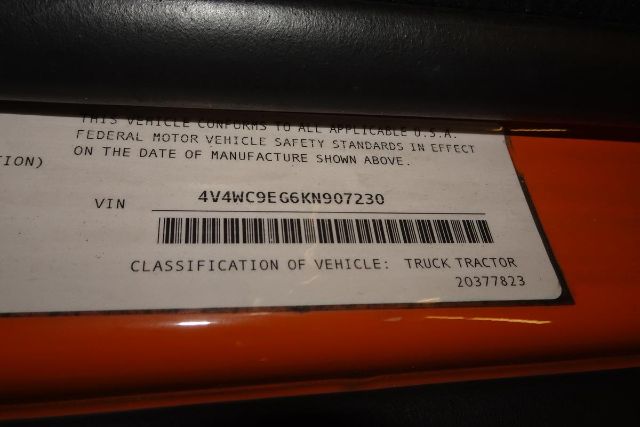 THIS VEHICLE CONFORMS TO ALL APPLICABLE U.S.A.
FEDERAL MOTOR VEHICLE SAFETY STANDARDS IN EFFECT
ON THE DATE OF MANUFACTURE SHOWN ABOVE.
TION)
VIN 4V4WC9EG6KN907230
CLASSIFICATION OF VEHICLE: TRUCK TRACTOR
20377823